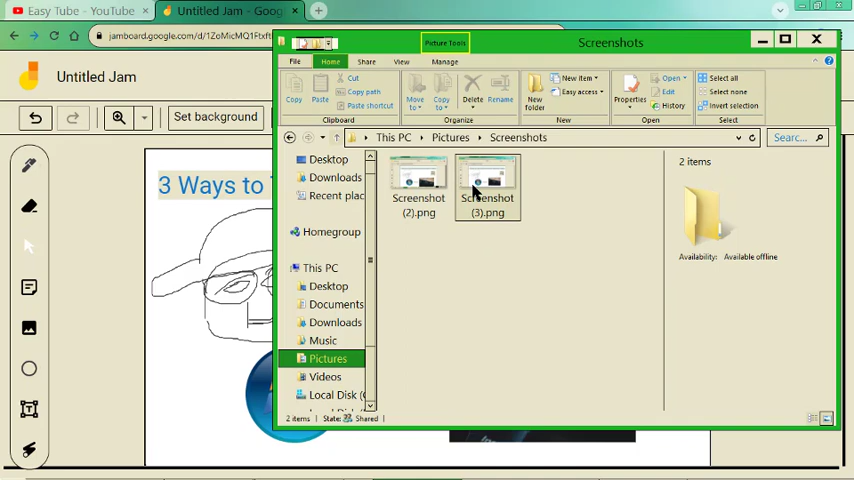 Easy Tube - YouTube
Untitled Jam - Goog
jamboard.google.com/d/1ZoMicMQ1Ftxft
Untitled Jam
Set background
3 Ways to
Picture Tools
Screenshots
File
Home
Share
View
Manage
Copy
Paste
Cut
Copy path
Paste shortcut
Clipboard
Move to
Copy to
Delete
Rename
Organize
New folder
New item
Easy access
New
Properties
Open
Edit
History
Open
Select all
Select none
Invert selection
Select
This PC
Pictures
Screenshots
Searc...
Desktop
Downloads
Recent plac
Homegroup
This PC
Desktop
Documents
Downloads
Music
Pictures
Videos
Local Disk (
Screenshot (2).png
Screenshot (3).png
2 items
Availability: Available offline
2 items
State:
Shared